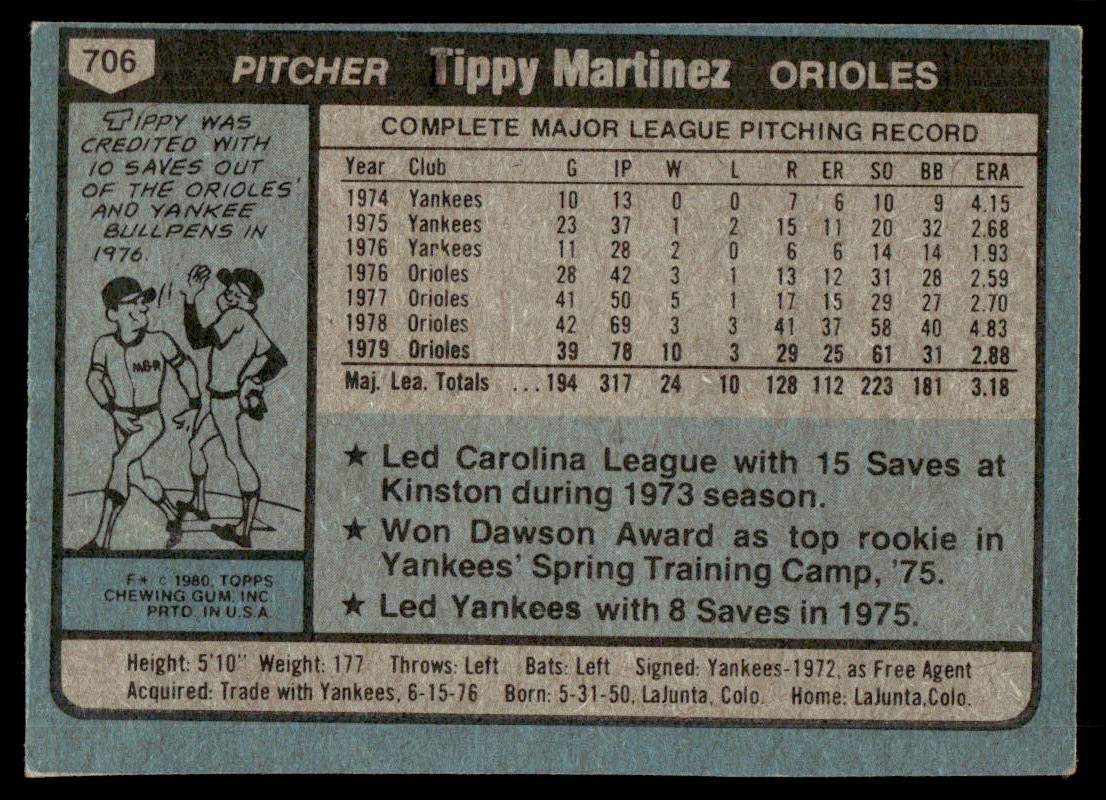 706
PITCHER Tippy Martinez ORIOLES
TIPPY WAS
CREDITED WITH
10 SAVES OUT
OF THE ORIOLES'
AND YANKEE
BULLPENS IN
1976.
MGR
F* © 1980, TOPPS
CHEWING GUM, INC.
PRTD. IN U.S.A.
COMPLETE MAJOR LEAGUE PITCHING RECORD
Year Club G IP W L R ER SO BB ERA
1974 Yankees 10 13 0 0 7 6 10 9 4.15
1975 Yankees 23 37 1 2 15 11 20 32 2.68
1976 Yankees 11 28 2 0 6 6 14 14 1.93
1976 Orioles 28 42 3 1 13 12 31 28 2.59
1977 Orioles 41 50 5 1 17 15 29 27 2.70
1978 Orioles 42 69 3 3 41 37 58 40 4.83
1979 Orioles 39 78 10 3 29 25 61 31 2.88
Maj. Lea. Totals ...194 317 24 10 128 112 223 181 3.18
★ Led Carolina League with 15 Saves at
Kinston during 1973 season.
★ Won Dawson Award as top rookie in
Yankees' Spring Training Camp, '75.
★ Led Yankees with 8 Saves in 1975.
Height: 5'10" Weight: 177 Throws: Left Bats: Left Signed: Yankees-1972, as Free Agent
Acquired: Trade with Yankees, 6-15-76 Born: 5-31-50, LaJunta, Colo. Home: LaJunta,Colo.